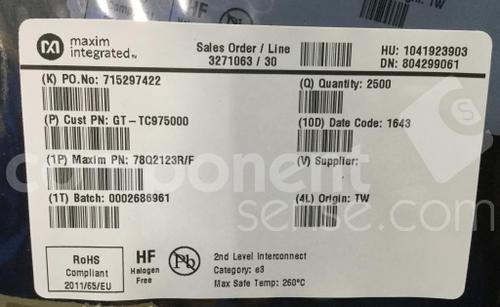 maxim
integrated™
Sales Order / Line
3271063 / 30
HU: 1041923903
DN: 804299061
(K) PO.No: 715297422
(Q) Quantity: 2500
(P) Cust PN: GT-TC975000
(10D) Date Code: 1643
(1P) Maxim PN: 78Q2123R/F
(V) Supplier:
(1T) Batch: 0002686961
(4L) Origin: TW
component
sense.com
RoHS
Compliant
2011/65/EU
HF
Halogen
Free
Pb
2nd Level Interconnect
Category: e3
Max Safe Temp: 260°C